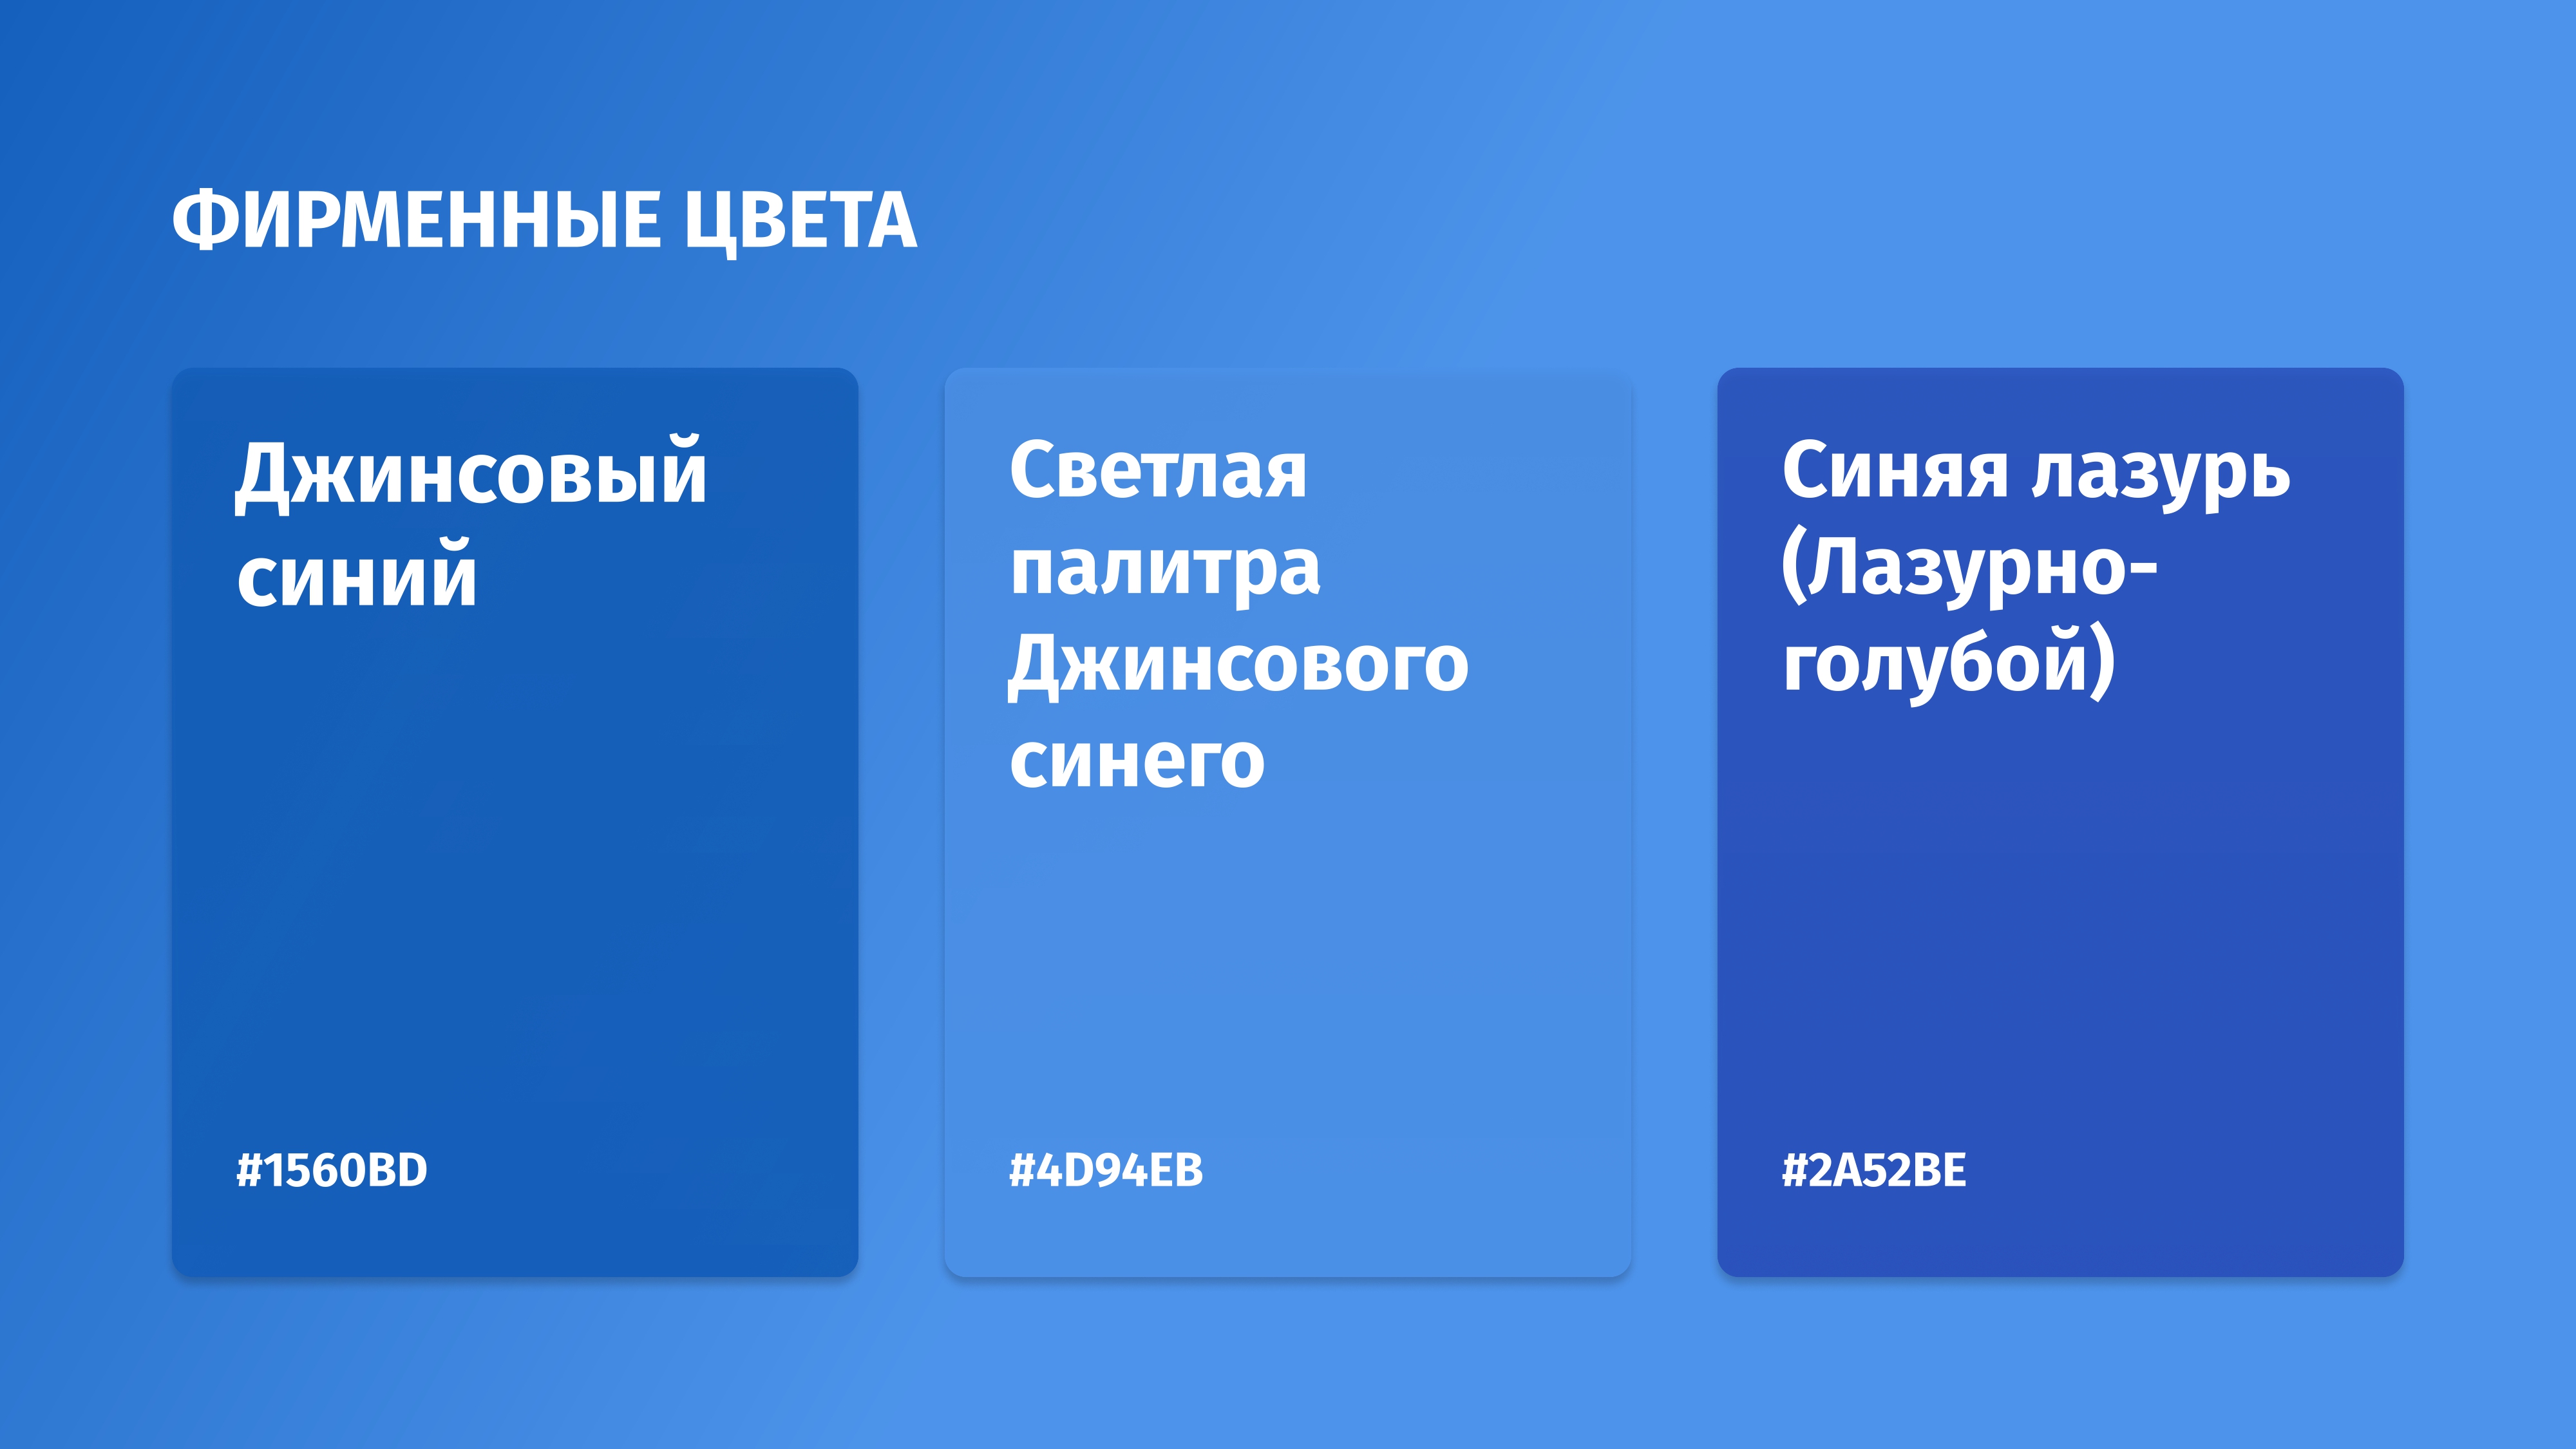 ФИРМЕННЫЕ ЦВЕТА
Джинсовый
синий
#1560BD
Светлая
палитра
Джинсового
синего
#4D94EB
Синяя лазурь
(Лазурно-
голубой)
#2A52BE